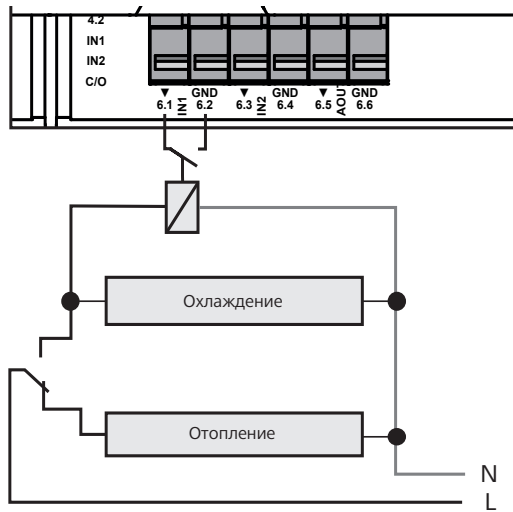 4.2
IN1
IN2
C/O
▼ GND ▼ GND ▼ GND
6.1 IN1 6.2 6.3 IN2 6.4 6.5 AOUT 6.6
Охлаждение
Отопление
N
L